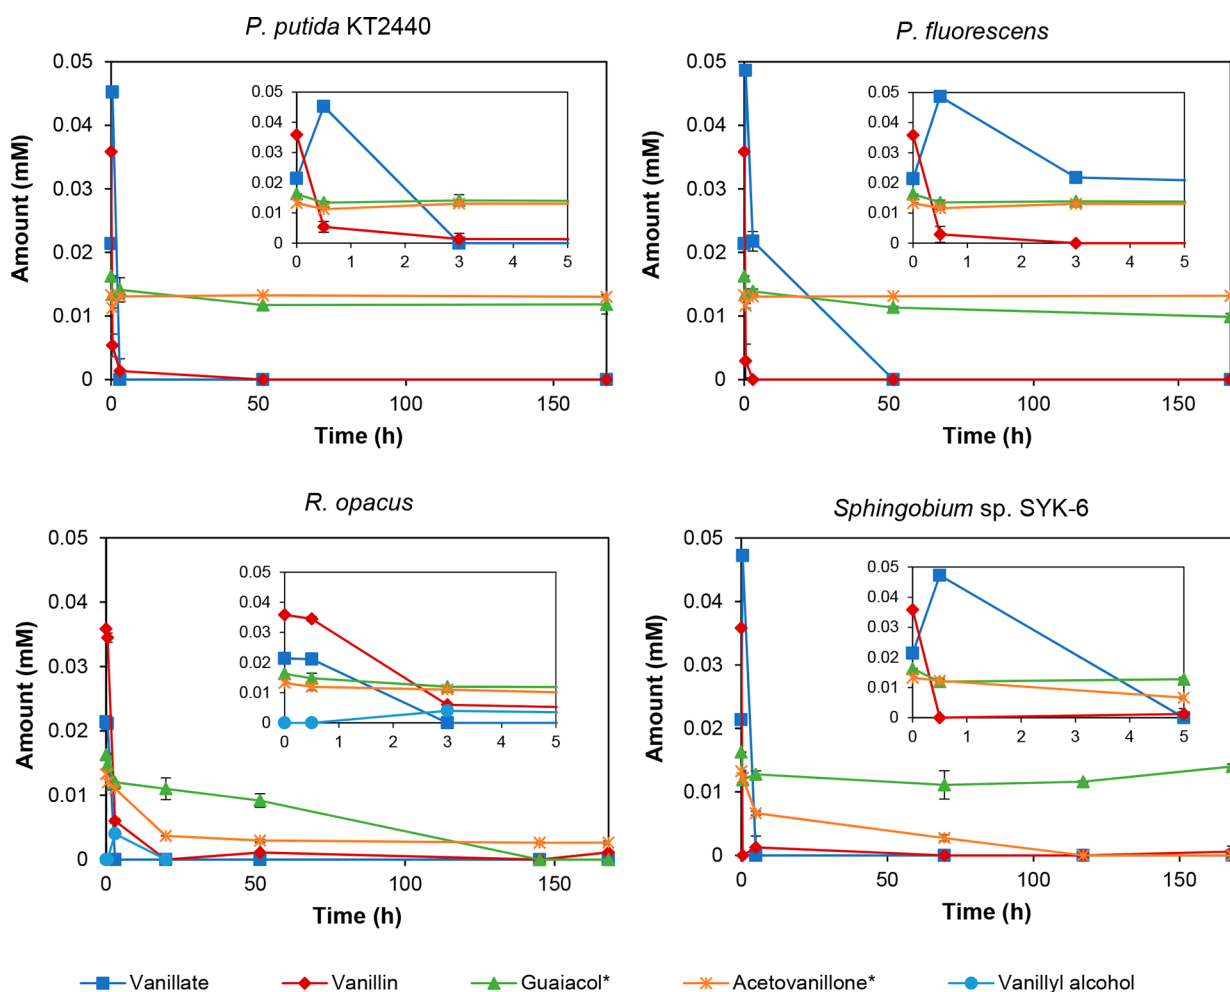 P. putida KT2440
Amount (mM)
0.05
0.04
0.03
0.02
0.01
0
0 50 100 150
Time (h)
0.05
0.04
0.03
0.02
0.01
0
0 1 2 3 4 5
P. fluorescens
Amount (mM)
0.05
0.04
0.03
0.02
0.01
0
0 50 100 150
Time (h)
0.05
0.04
0.03
0.02
0.01
0
0 1 2 3 4 5
R. opacus
Amount (mM)
0.05
0.04
0.03
0.02
0.01
0
0 50 100 150
Time (h)
0.05
0.04
0.03
0.02
0.01
0
0 1 2 3 4 5
Sphingobium sp. SYK-6
Amount (mM)
0.05
0.04
0.03
0.02
0.01
0
0 50 100 150
Time (h)
0.05
0.04
0.03
0.02
0.01
0
0 1 2 3 4 5
Vanillate Vanillin Guaiacol* Acetovanillone* Vanillyl alcohol